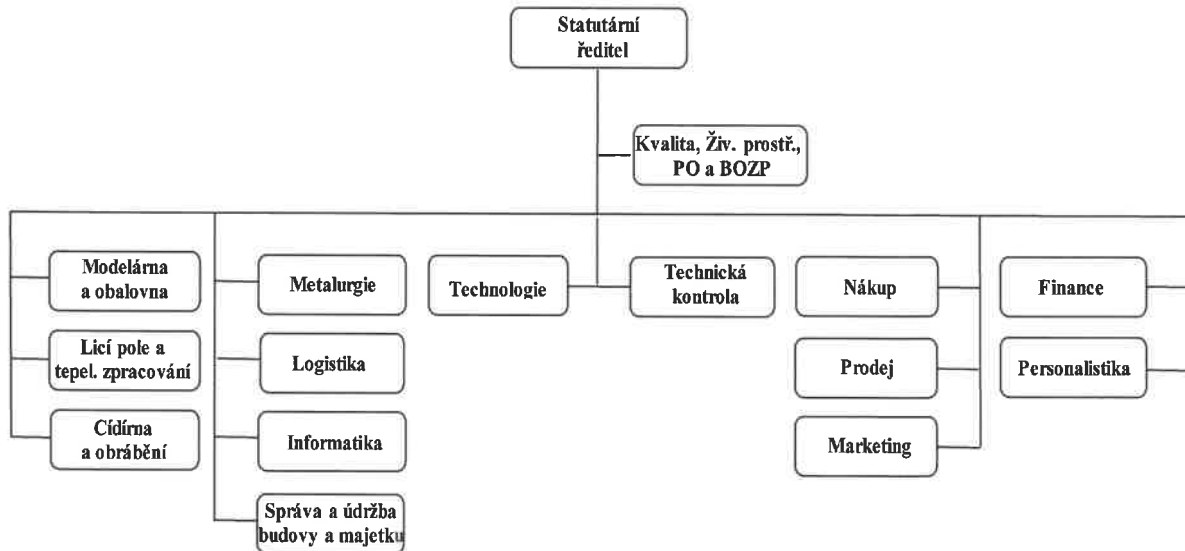 Statutární
ředitel
Kvalita, Živ. prostř.,
PO a BOZP
Modelárna
a obalovna
Metalurgie
Technologie
Technická
kontrola
Nákup
Finance
Licí pole a
tepel. zpracování
Logistika
Prodej
Personalistika
Cídírna
a obrábění
Informatika
Marketing
Správa a údržba
budovy a majetku